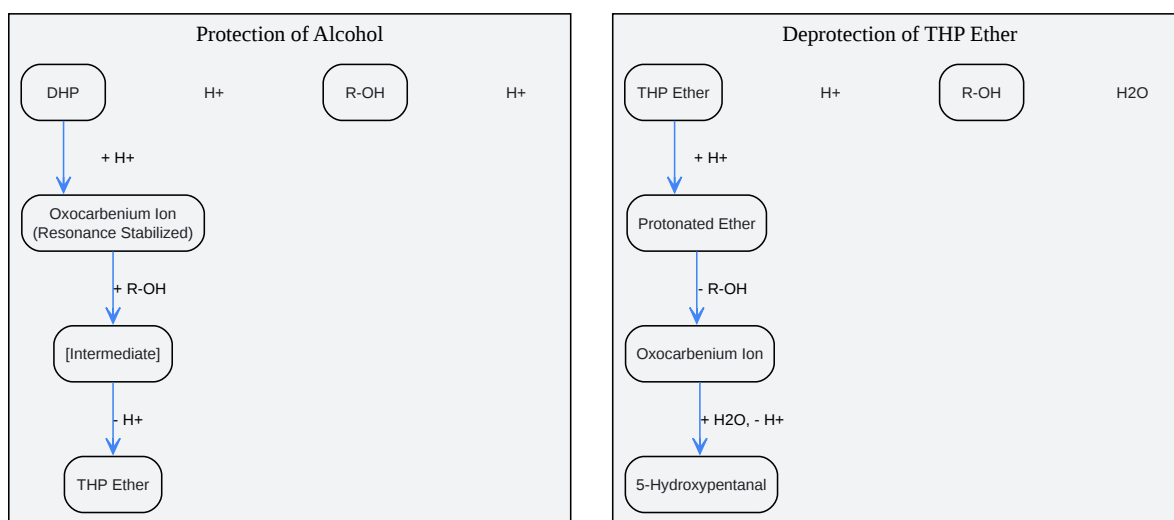 Protection of Alcohol
DHP
H+
R-OH
H+
+ H+
Oxocarbenium Ion
(Resonance Stabilized)
+ R-OH
[Intermediate]
- H+
THP Ether
Deprotection of THP Ether
THP Ether
H+
R-OH
H2O
+ H+
Protonated Ether
- R-OH
Oxocarbenium Ion
+ H2O, - H+
5-Hydroxypentanal